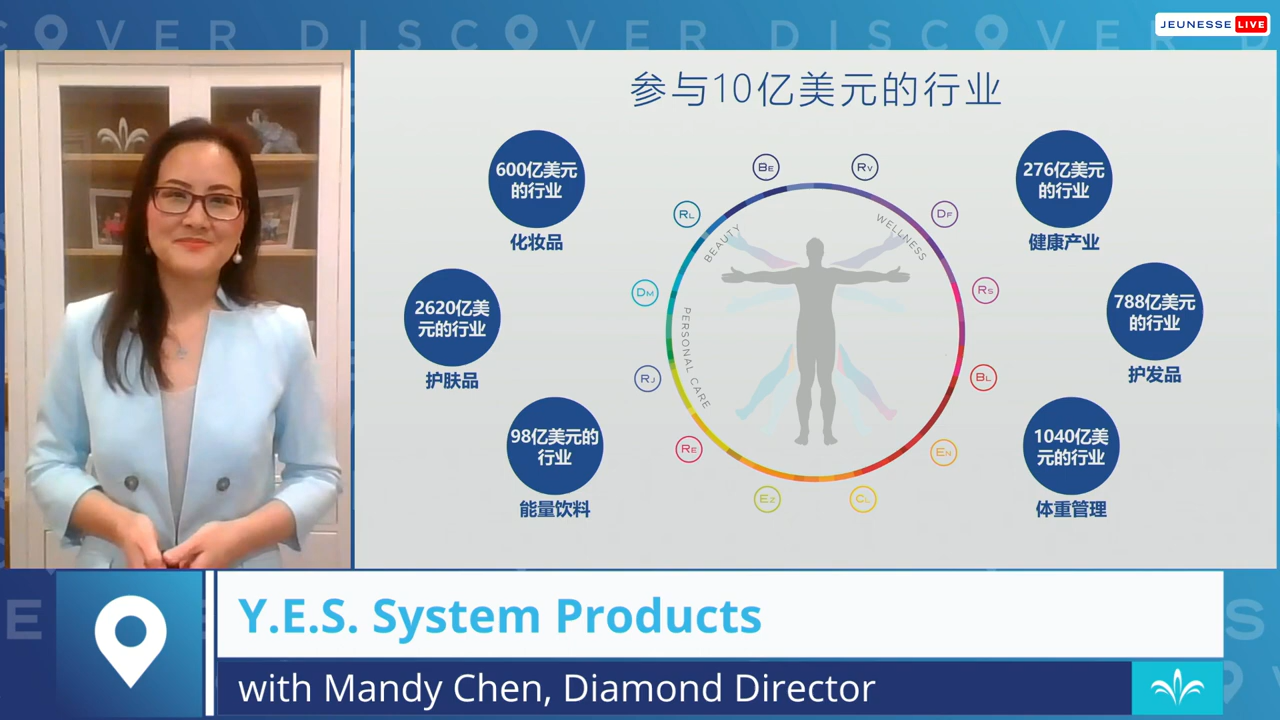 DISCOVER DISCOVER DISCOVER D
JEUNESSE LIVE
参与10亿美元的行业
600亿美元
的行业
化妆品
2620亿美
元的行业
护肤品
98亿美元的
行业
能量饮料
BE
RV
RL
DF
DM
RS
RJ
BL
RE
EN
EZ
CL
BEAUTY
WELLNESS
PERSONAL CARE
276亿美元
的行业
健康产业
788亿美元
的行业
护发品
1040亿美
元的行业
体重管理
Y.E.S. System Products
with Mandy Chen, Diamond Director